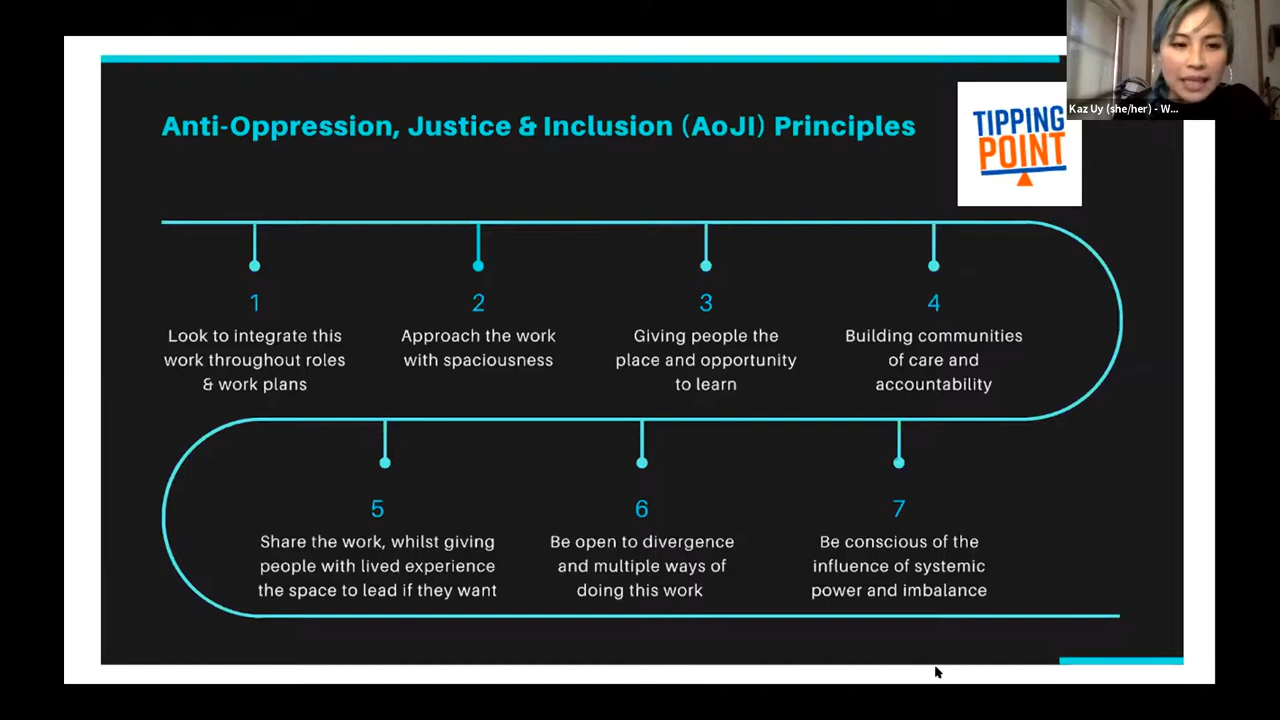 Anti-Oppression, Justice & Inclusion (AoJI) Principles
TIPPING
POINT
Kaz Uy (she/her) - W...
1
Look to integrate this
work throughout roles
& work plans
2
Approach the work
with spaciousness
3
Giving people the
place and opportunity
to learn
4
Building communities
of care and
accountability
5
Share the work, whilst giving
people with lived experience
the space to lead if they want
6
Be open to divergence
and multiple ways of
doing this work
7
Be conscious of the
influence of systemic
power and imbalance